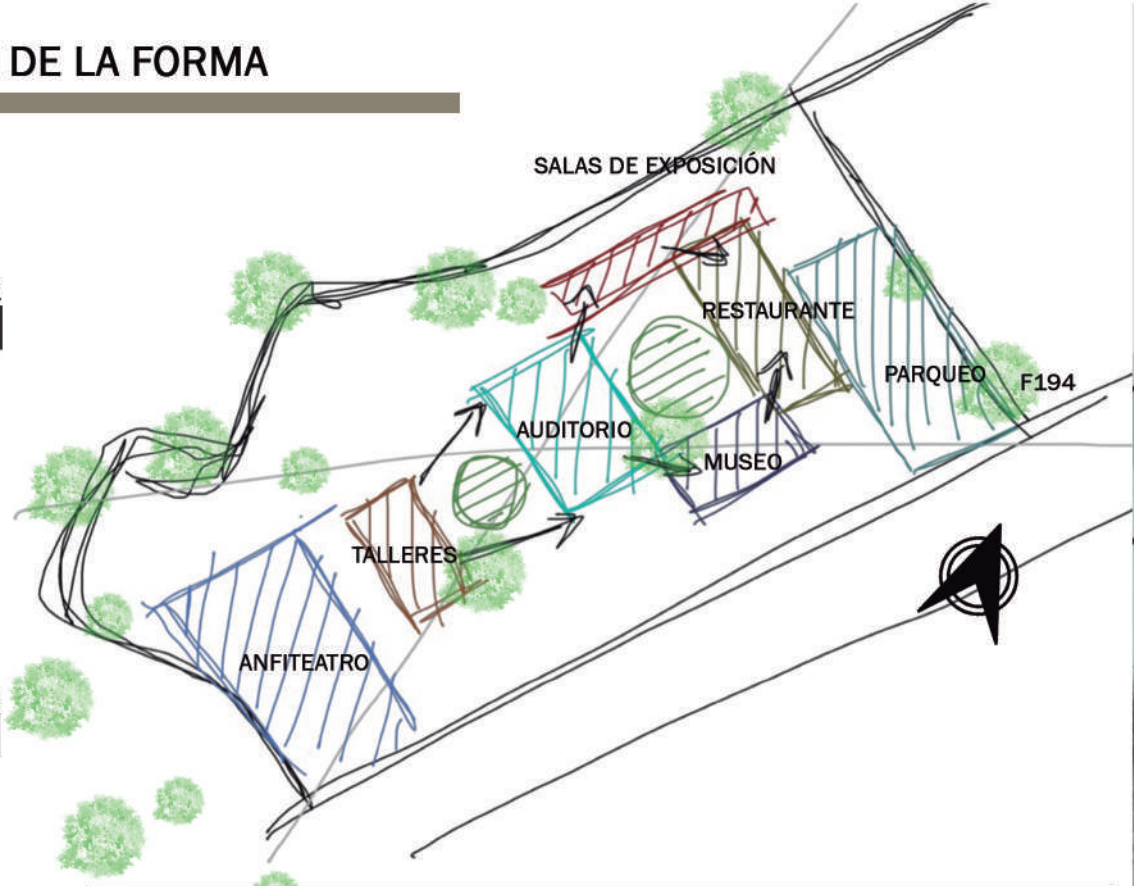 DE LA FORMA
SALAS DE EXPOSICIÓN
RESTAURANTE
PARQUEO
F194
AUDITORIO
MUSEO
TALLERES
ANFITEATRO